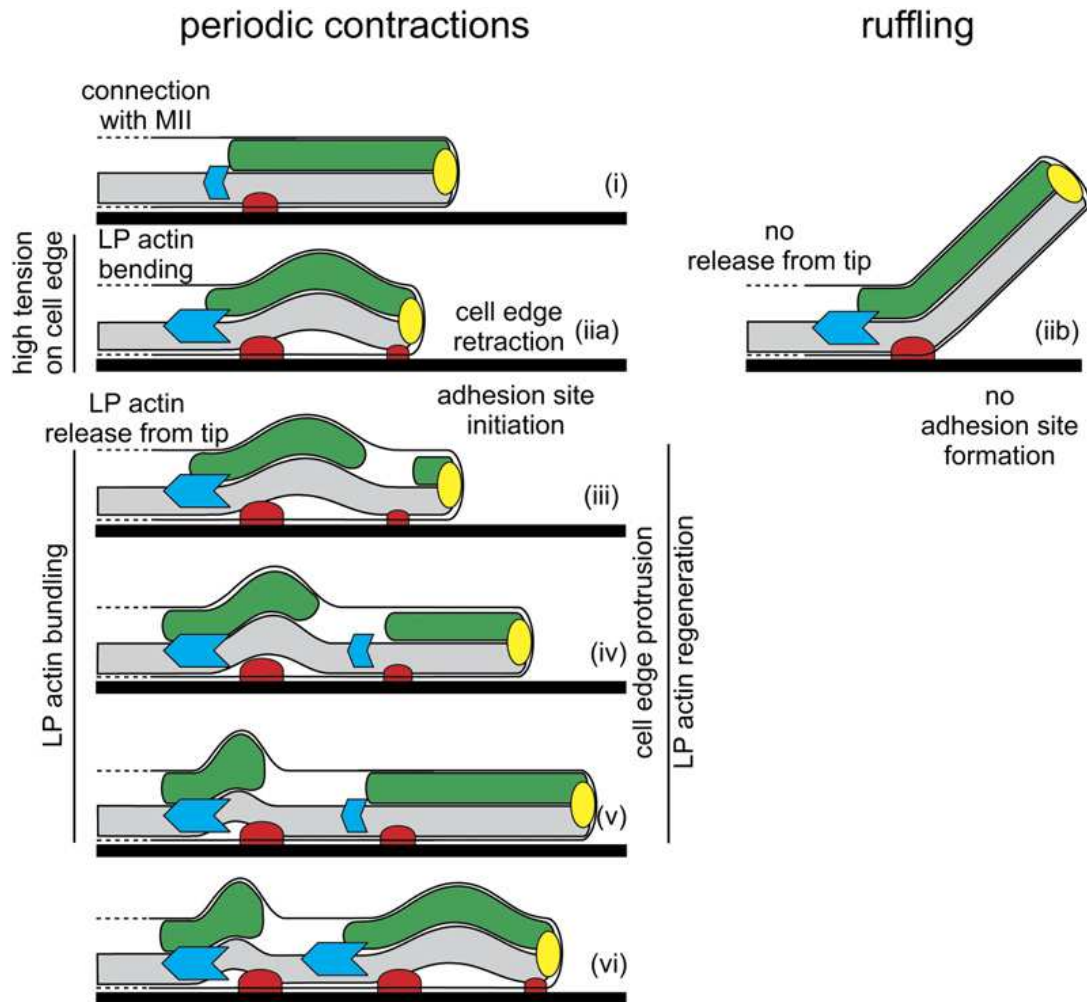 periodic contractions
ruffling
connection
with MII
(i)
high tension
on cell edge
LP actin
bending
cell edge
retraction
(iia)
no
release from tip
(iib)
LP actin
release from tip
adhesion site
initiation
no
adhesion site
formation
(iii)
LP actin bundling
(iv)
cell edge protrusion
LP actin regeneration
(v)
(vi)